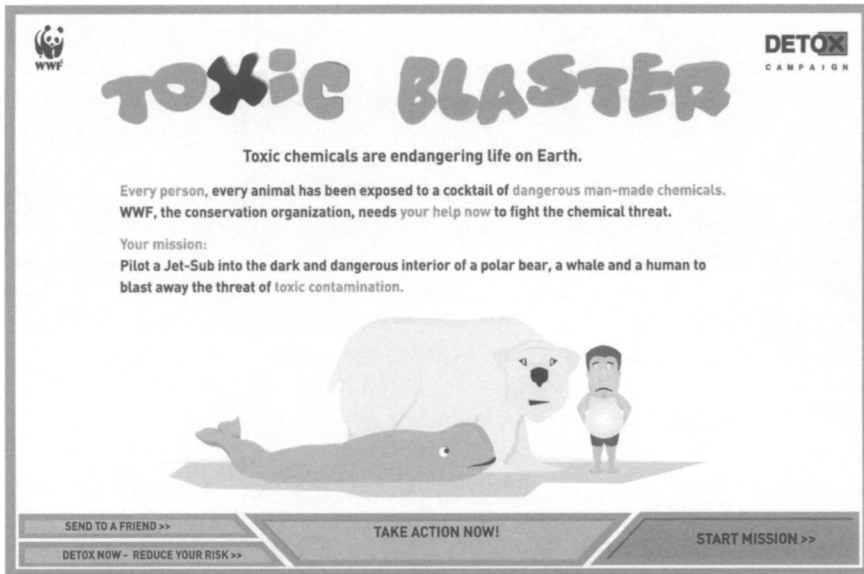 WWF
DETOX
CAMPAIGN
TOXIC BLASTER
Toxic chemicals are endangering life on Earth.
Every person, every animal has been exposed to a cocktail of dangerous man-made chemicals.
WWF, the conservation organization, needs your help now to fight the chemical threat.
Your mission:
Pilot a Jet-Sub into the dark and dangerous interior of a polar bear, a whale and a human to
blast away the threat of toxic contamination.
SEND TO A FRIEND >>
TAKE ACTION NOW!
START MISSION >>
DETOX NOW - REDUCE YOUR RISK >>